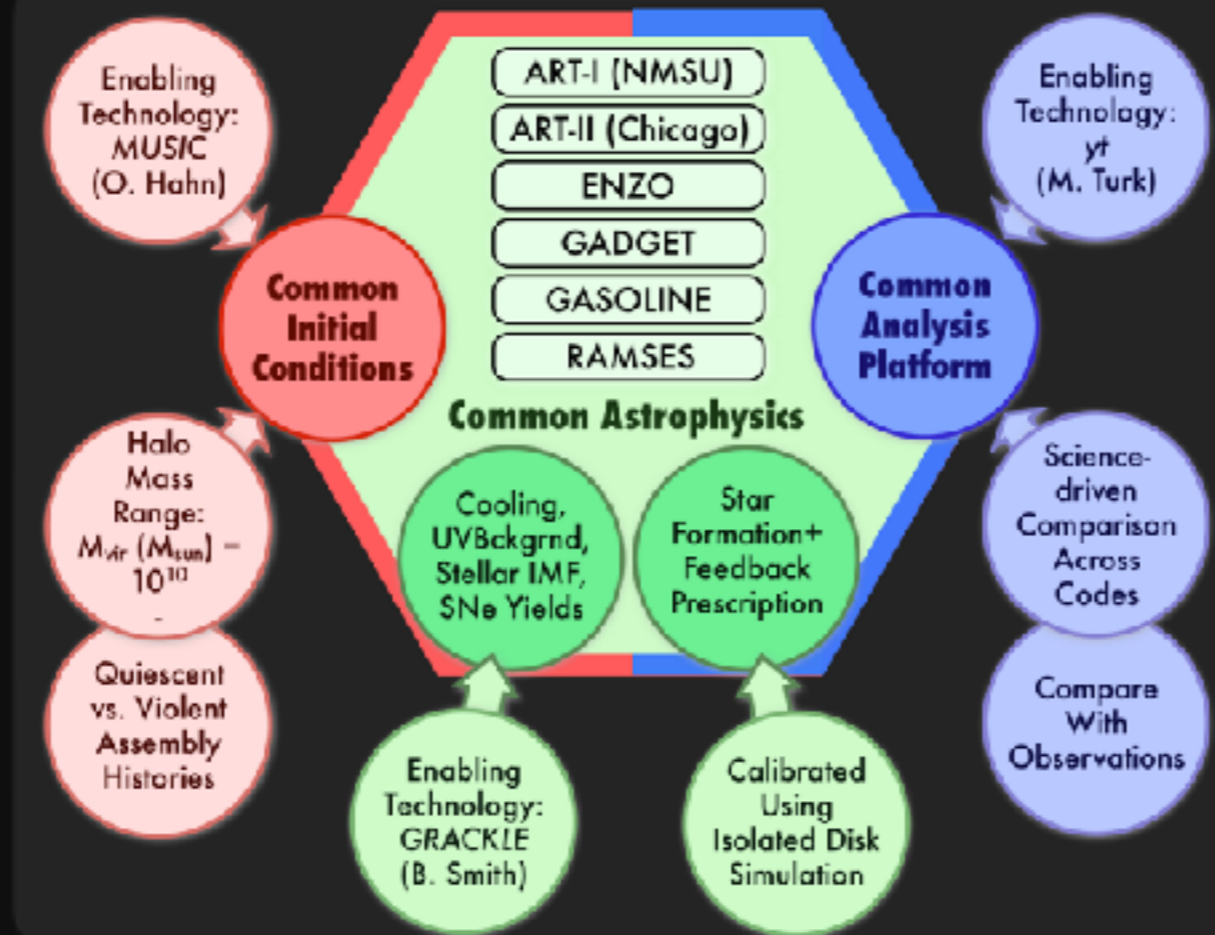 Enabling
Technology:
MUSIC
(O. Hahn)
Common
Initial
Conditions
Halo
Mass
Range:
Mvir (Msun) –
10¹⁰
-
Quiescent
vs. Violent
Assembly
Histories
ART-I (NMSU)
ART-II (Chicago)
ENZO
GADGET
GASOLINE
RAMSES
Common Astrophysics
Cooling,
UVBckgrnd,
Stellar IMF,
SNe Yields
Star
Formation+
Feedback
Prescription
Enabling
Technology:
GRACKLE
(B. Smith)
Calibrated
Using
Isolated Disk
Simulation
Enabling
Technology:
yt
(M. Turk)
Common
Analysis
Platform
Science-
driven
Comparison
Across
Codes
Compare
With
Observations